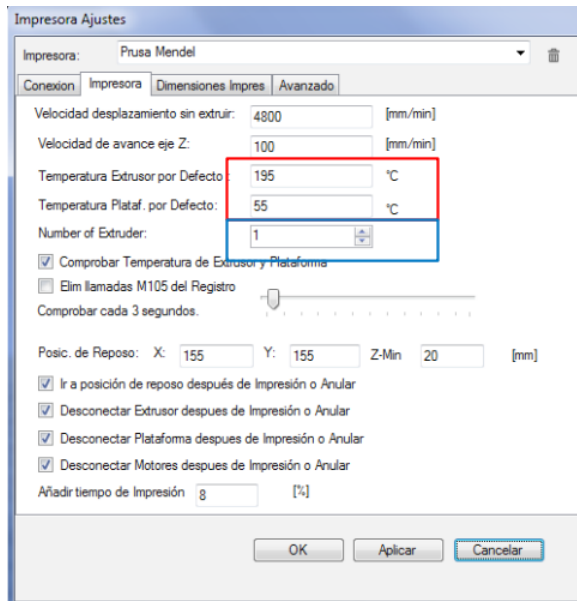 Impresora Ajustes
Impresora: Prusa Mendel
Conexion Impresora Dimensiones Impres Avanzado
Velocidad desplazamiento sin extruir: 4800 [mm/min]
Velocidad de avance eje Z: 100 [mm/min]
Temperatura Extrusor por Defecto: 195 °C
Temperatura Plataf. por Defecto: 55 °C
Number of Extruder: 1
Comprobar Temperatura de Extrusor y Plataforma
Elim llamadas M105 del Registro
Comprobar cada 3 segundos.
Posic. de Reposo: X: 155 Y: 155 Z-Min 20 [mm]
Ir a posición de reposo después de Impresión o Anular
Desconectar Extrusor despues de Impresión o Anular
Desconectar Plataforma despues de Impresión o Anular
Desconectar Motores despues de Impresión o Anular
Añadir tiempo de Impresión 8 [%]
OK Aplicar Cancelar